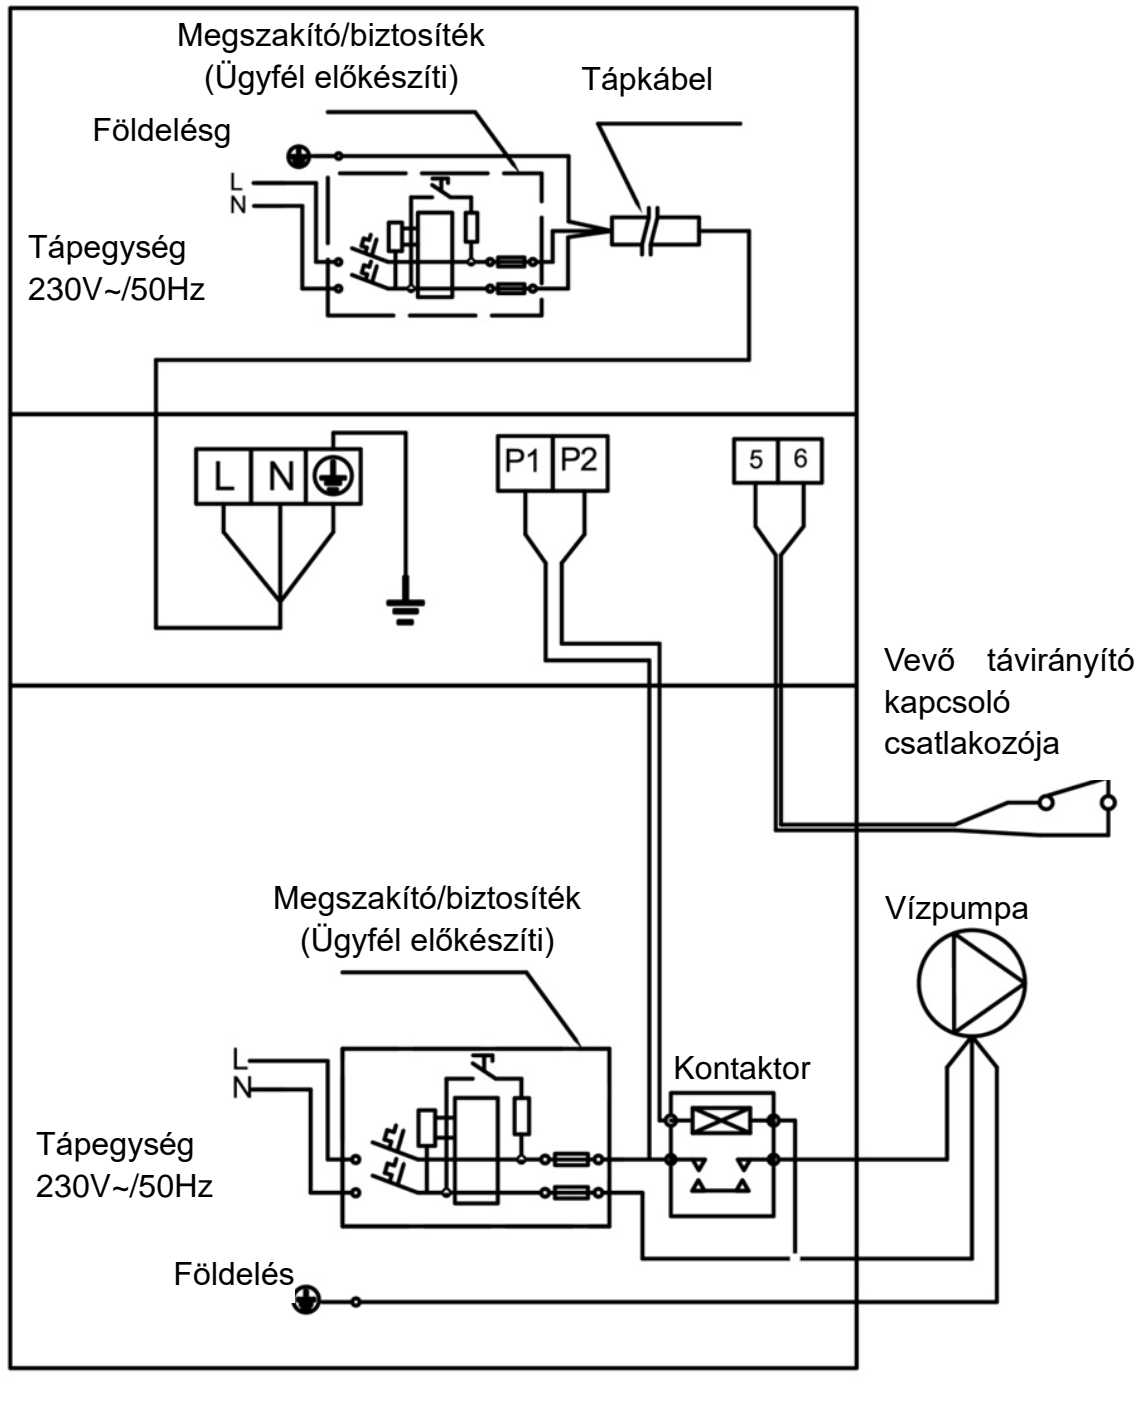 Megszakító/biztosíték
(Ügyfél előkészíti)
Tápkábel
Földelésg
L
N
Tápegység
230V~/50Hz
L N
P1 P2
5 6
Vevő távirányító
kapcsoló
csatlakozója
Megszakító/biztosíték
(Ügyfél előkészíti)
Vízpumpa
L
N
Kontaktor
Tápegység
230V~/50Hz
Földelés